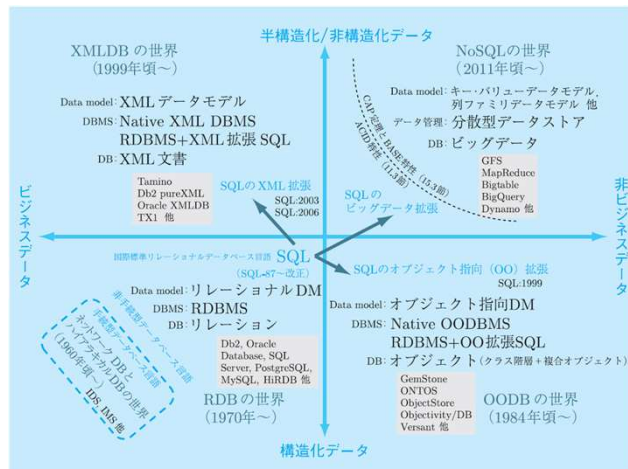 半構造化/非構造化データ
XMLDB の世界
(1999年頃〜)
Data model: XML データモデル
DBMS: Native XML DBMS
RDBMS+XML 拡張 SQL
DB: XML 文書
Tamino
Db2 pureXML
Oracle XMLDB
TX1 他
SQLの XML 拡張
SQL:2003
SQL:2006
NoSQLの世界
(2011年頃〜)
Data model: キー・バリューデータモデル,
列ファミリデータモデル 他
データ管理: 分散型データストア
DB: ビッグデータ
GFS
MapReduce
Bigtable
BigQuery
Dynamo 他
CAP定理とBASE特性(15.3節)
ACID特性(11.3節)
SQLの
ビッグデータ拡張
ビジネスデータ
非ビジネスデータ
国際標準リレーショナルデータベース言語 SQL
(SQL-87〜改正)
Data model: リレーショナルDM
DBMS: RDBMS
DB: リレーション
Db2, Oracle
Database, SQL
Server, PostgreSQL,
MySQL, HiRDB 他
RDB の世界
(1970年〜)
非手続型データベース言語
手続型データベース言語
ネットワーク DBと
ハイアラキカル DBの世界
(1960年頃〜)
IDS, IMS 他
SQLのオブジェクト指向(OO)拡張
SQL:1999
Data model: オブジェクト指向DM
DBMS: Native OODBMS
RDBMS+OO拡張SQL
DB: オブジェクト(クラス階層+複合オブジェクト)
GemStone
ONTOS
ObjectStore
Objectivity/DB
Versant 他
OODB の世界
(1984年頃〜)
構造化データ